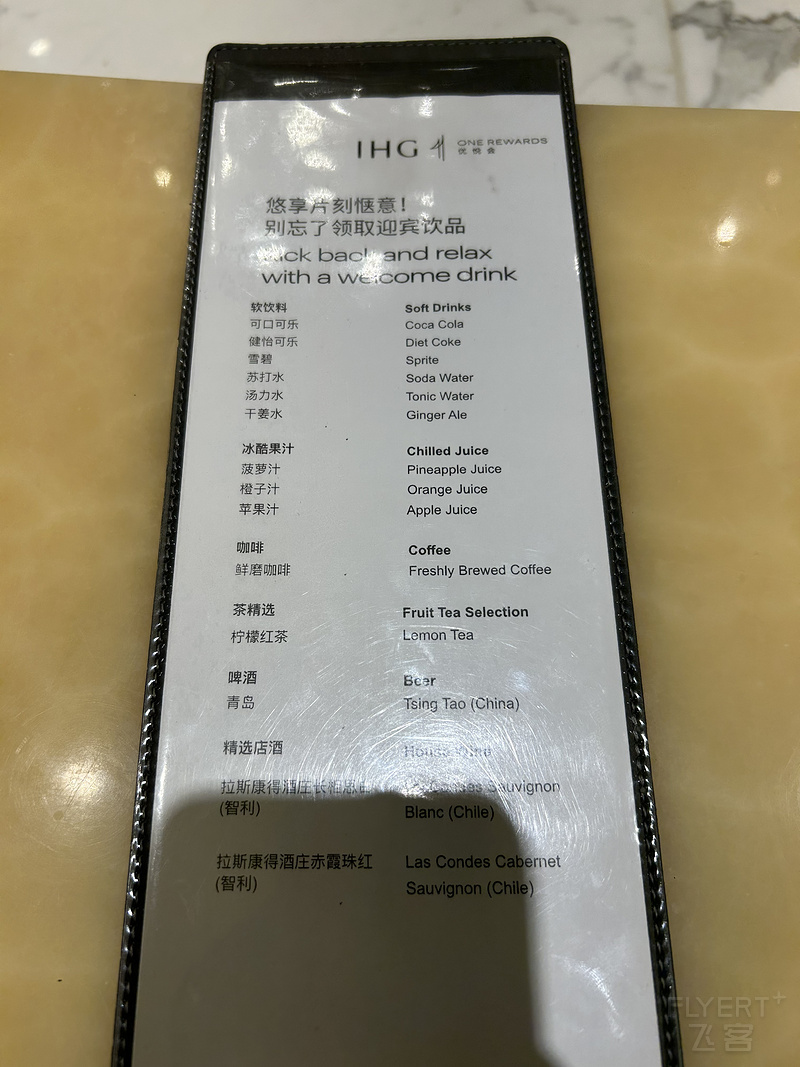 IHG ONE REWARDS
优悦会
悠享片刻惬意！
别忘了领取迎宾饮品
back and relax
with a welcome drink
软饮料 Soft Drinks
可口可乐 Coca Cola
健怡可乐 Diet Coke
雪碧 Sprite
苏打水 Soda Water
汤力水 Tonic Water
干姜水 Ginger Ale
冰酷果汁 Chilled Juice
菠萝汁 Pineapple Juice
橙子汁 Orange Juice
苹果汁 Apple Juice
咖啡 Coffee
鲜磨咖啡 Freshly Brewed Coffee
茶精选 Fruit Tea Selection
柠檬红茶 Lemon Tea
啤酒 Beer
青岛 Tsing Tao (China)
精选店酒 House Wine
拉斯康得酒庄长相思 Sauvignon
(智利) Blanc (Chile)
拉斯康得酒庄赤霞珠红 Las Condes Cabernet
(智利) Sauvignon (Chile)
FLYERT+
飞客